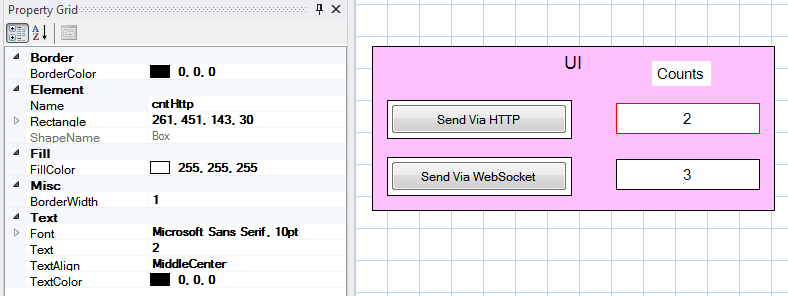 Property Grid
Border
BorderColor 0, 0, 0
Element
Name cntHttp
Rectangle 261, 451, 143, 30
ShapeName Box
Fill
FillColor 255, 255, 255
Misc
BorderWidth 1
Text
Font Microsoft Sans Serif, 10pt
Text 2
TextAlign MiddleCenter
TextColor 0, 0, 0
UI
Counts
Send Via HTTP 2
Send Via WebSocket 3